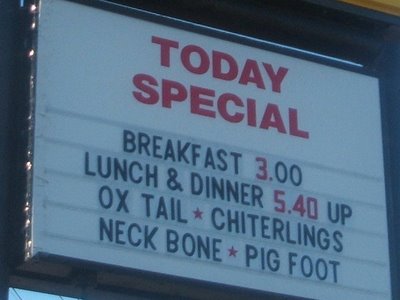 TODAY
SPECIAL
BREAKFAST 3.00
LUNCH & DINNER 5.40 UP
OX TAIL ★ CHITERLINGS
NECK BONE ★ PIG FOOT